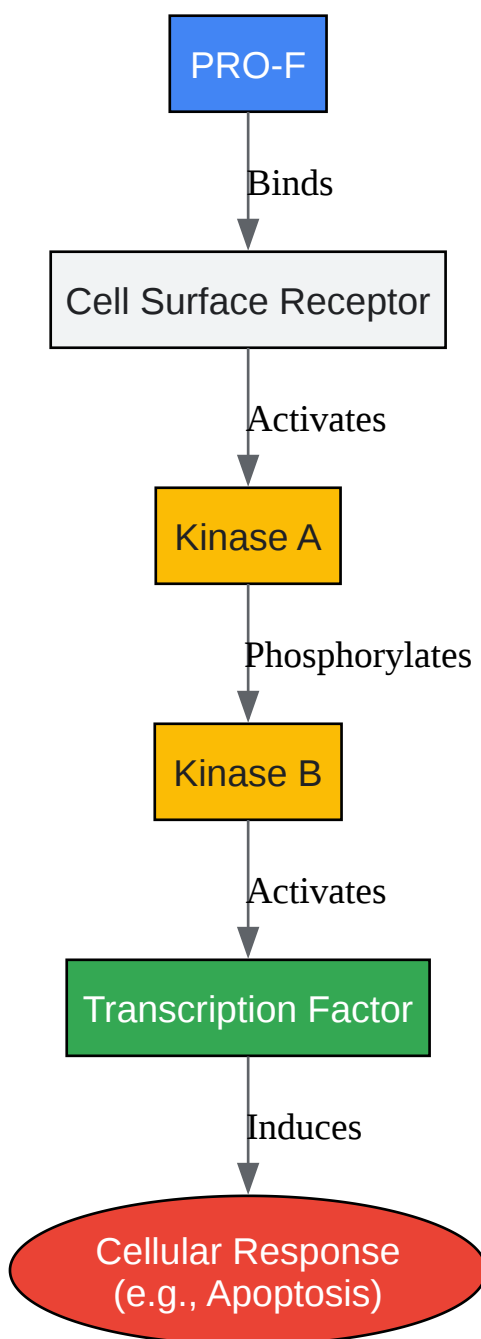 PRO-F
Binds
Cell Surface Receptor
Activates
Kinase A
Phosphorylates
Kinase B
Activates
Transcription Factor
Induces
Cellular Response
(e.g., Apoptosis)